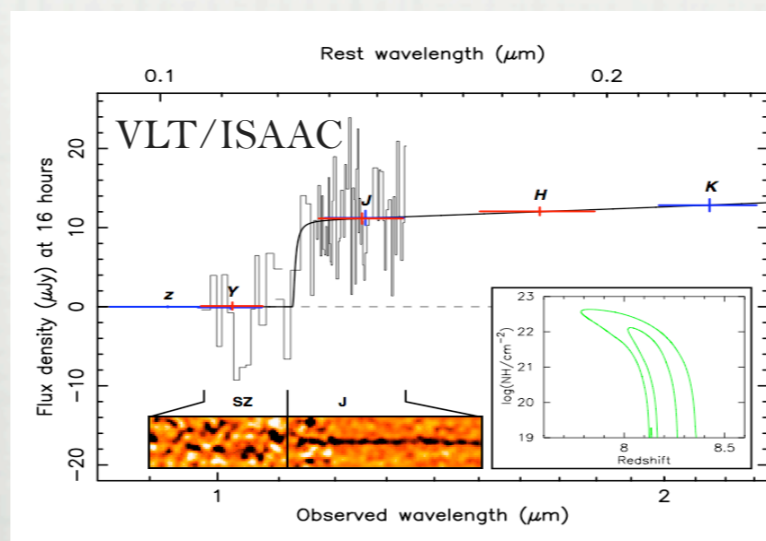 Rest wavelength (μm)
0.1 0.2
VLT/ISAAC
Flux density (μJy) at 16 hours
20
10
0
−10
−20
z Y J H K
SZ J
log(NH/cm⁻²)
23
22
21
20
19
8 8.5
Redshift
1 2
Observed wavelength (μm)